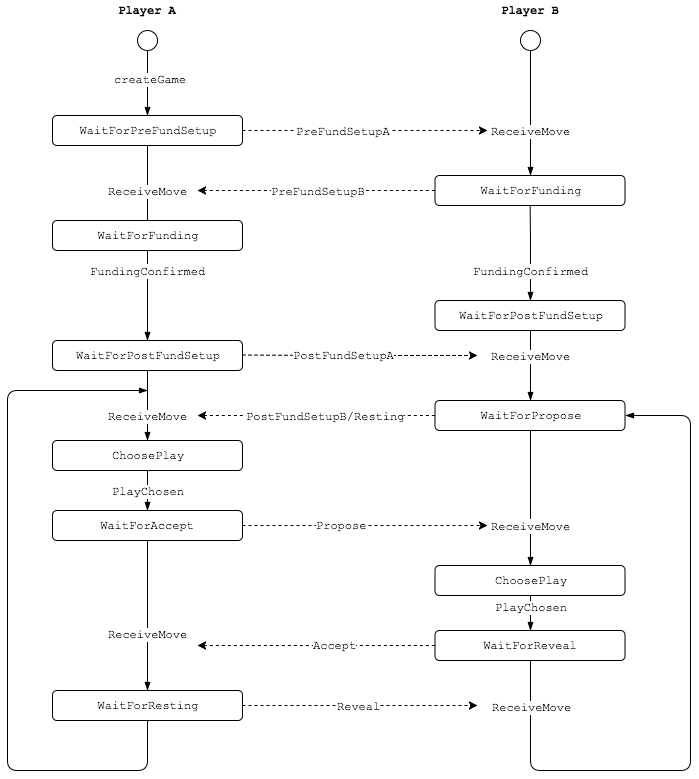 Player A
Player B
createGame
WaitForPreFundSetup
PreFundSetupA
ReceiveMove
ReceiveMove
PreFundSetupB
WaitForFunding
WaitForFunding
FundingConfirmed
FundingConfirmed
WaitForPostFundSetup
WaitForPostFundSetup
PostFundSetupA
ReceiveMove
ReceiveMove
PostFundSetupB/Resting
WaitForPropose
ChoosePlay
PlayChosen
WaitForAccept
Propose
ReceiveMove
ChoosePlay
PlayChosen
ReceiveMove
Accept
WaitForReveal
WaitForResting
Reveal
ReceiveMove